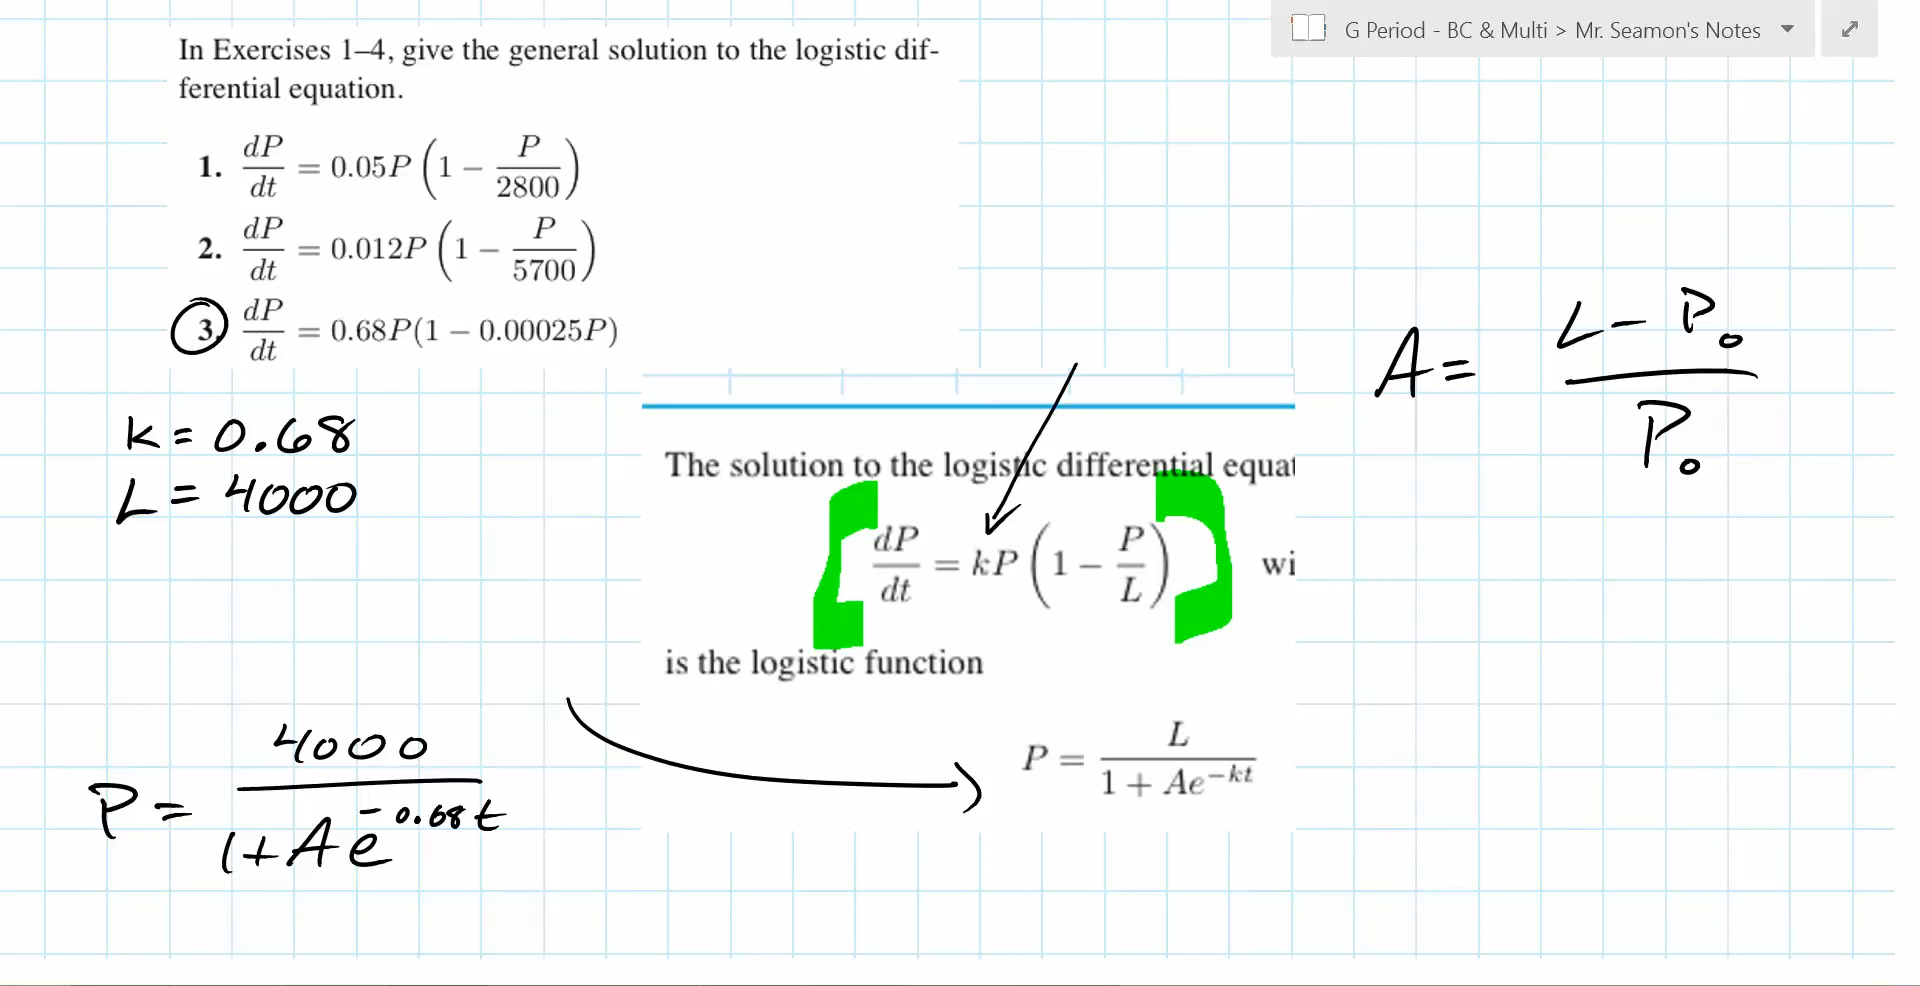 G Period - BC & Multi > Mr. Seamon's Notes
In Exercises 1–4, give the general solution to the logistic dif-
ferential equation.
1. dP/dt = 0.05P (1 − P/2800)
2. dP/dt = 0.012P (1 − P/5700)
3. dP/dt = 0.68P(1 − 0.00025P)
K = 0.68
L = 4000
A = (L − P₀)/P₀
The solution to the logistic differential equat
dP/dt = kP (1 − P/L) wi
is the logistic function
P = L/(1 + Ae^{−kt})
P = 4000/(1 + Ae^{−0.68t})